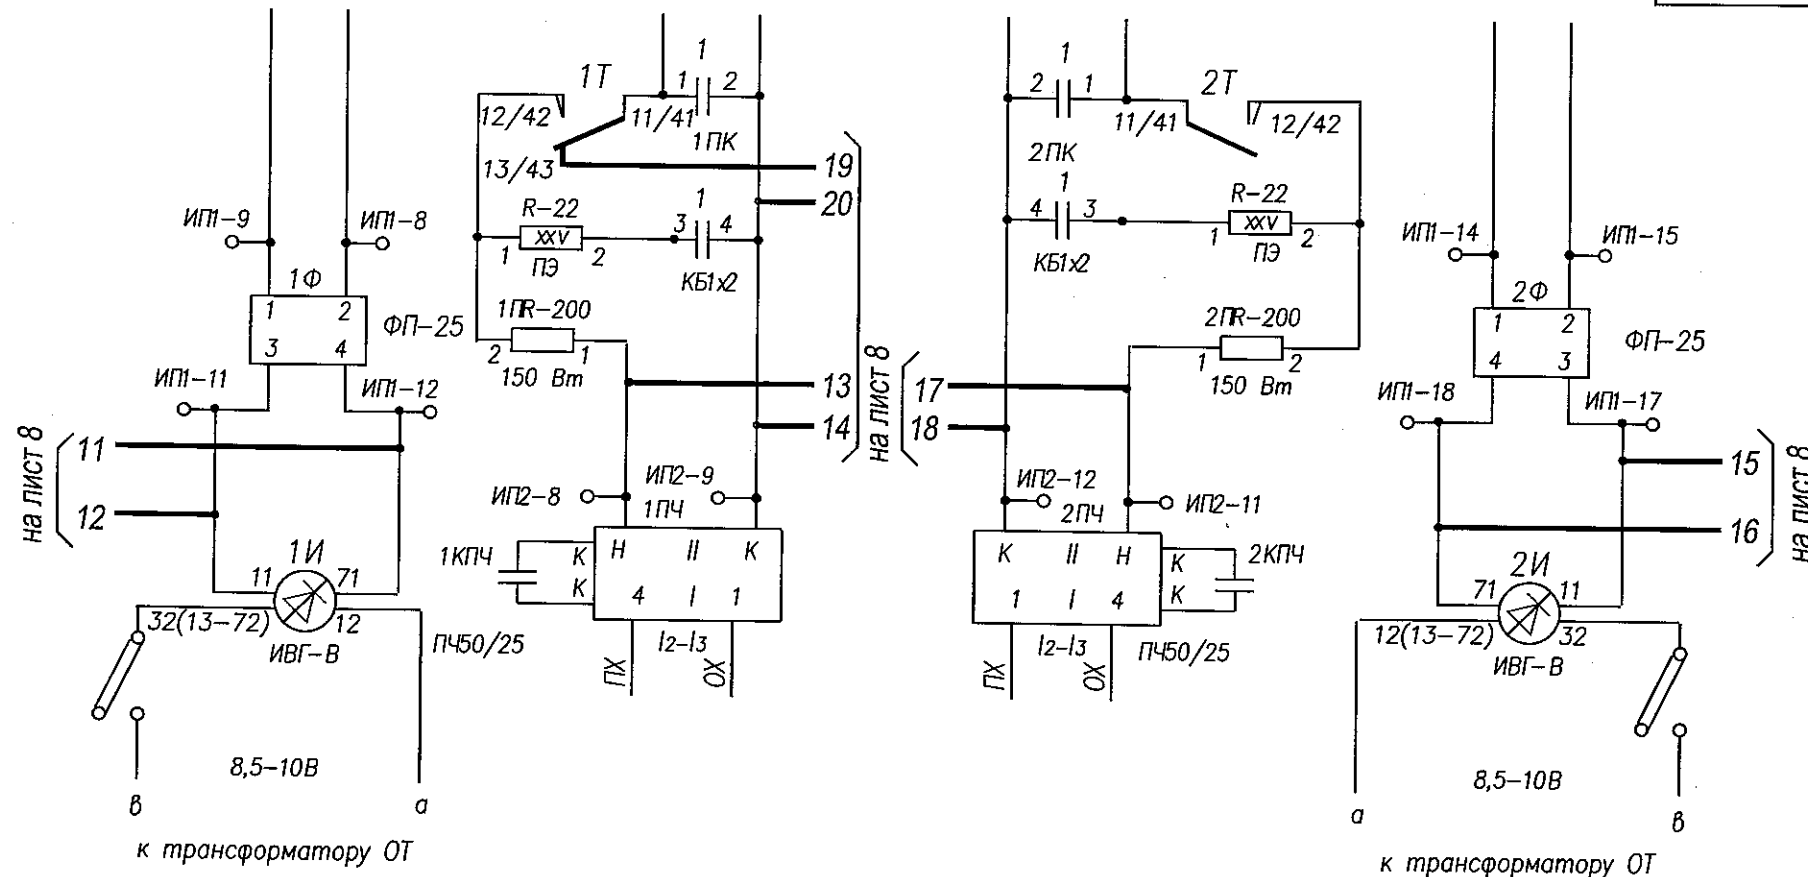 1Т
12/42
13/43
11/41
1
1 2
1ПК
19
20
ИП1-9
ИП1-8
1Ф
1 2
3 4
ФП-25
R-22
1 XXV 2
ПЭ
1
3 4
КБ1х2
1ПR-200
2 1
150 Вт
ИП1-11
ИП1-12
13
14
на лист 8
11
12
на лист 8
ИП2-8
ИП2-9
1ПЧ
1КПЧ
К
К
Н II К
4 I 1
I2-I3
ПЧ50/25
ПХ
ОХ
1И
11 71
32(13-72)
12
ИВГ-В
8,5-10В
в
а
к трансформатору ОТ
1
2 1
2Т
11/41
12/42
2ПК
1
4 3
КБ1х2
R-22
1 XXV 2
ПЭ
2ПR-200
1 2
150 Вт
17
18
ИП2-12
ИП2-11
2ПЧ
2КПЧ
К II Н
К
К
1 I 4
I2-I3
ПЧ50/25
ПХ
ОХ
ИП1-14
ИП1-15
2Ф
1 2
4 3
ФП-25
ИП1-18
ИП1-17
15
16
на лист 8
2И
71 11
12(13-72)
32
ИВГ-В
8,5-10В
а
в
к трансформатору ОТ